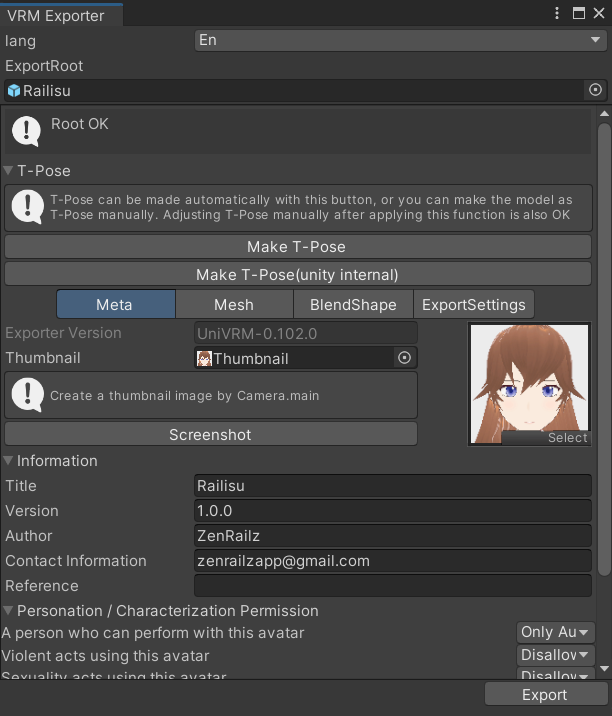 VRM Exporter
lang
En
ExportRoot
Railisu
Root OK
T-Pose
T-Pose can be made automatically with this button, or you can make the model as
T-Pose manually. Adjusting T-Pose manually after applying this function is also OK
Make T-Pose
Make T-Pose(unity internal)
Meta Mesh BlendShape ExportSettings
Exporter Version UniVRM-0.102.0
Thumbnail Thumbnail
Create a thumbnail image by Camera.main
Screenshot
Select
Information
Title Railisu
Version 1.0.0
Author ZenRailz
Contact Information zenrailzapp@gmail.com
Reference
Personation / Characterization Permission
A person who can perform with this avatar Only Au
Violent acts using this avatar Disallow
Sexuality acts using this avatar Disallow
Export